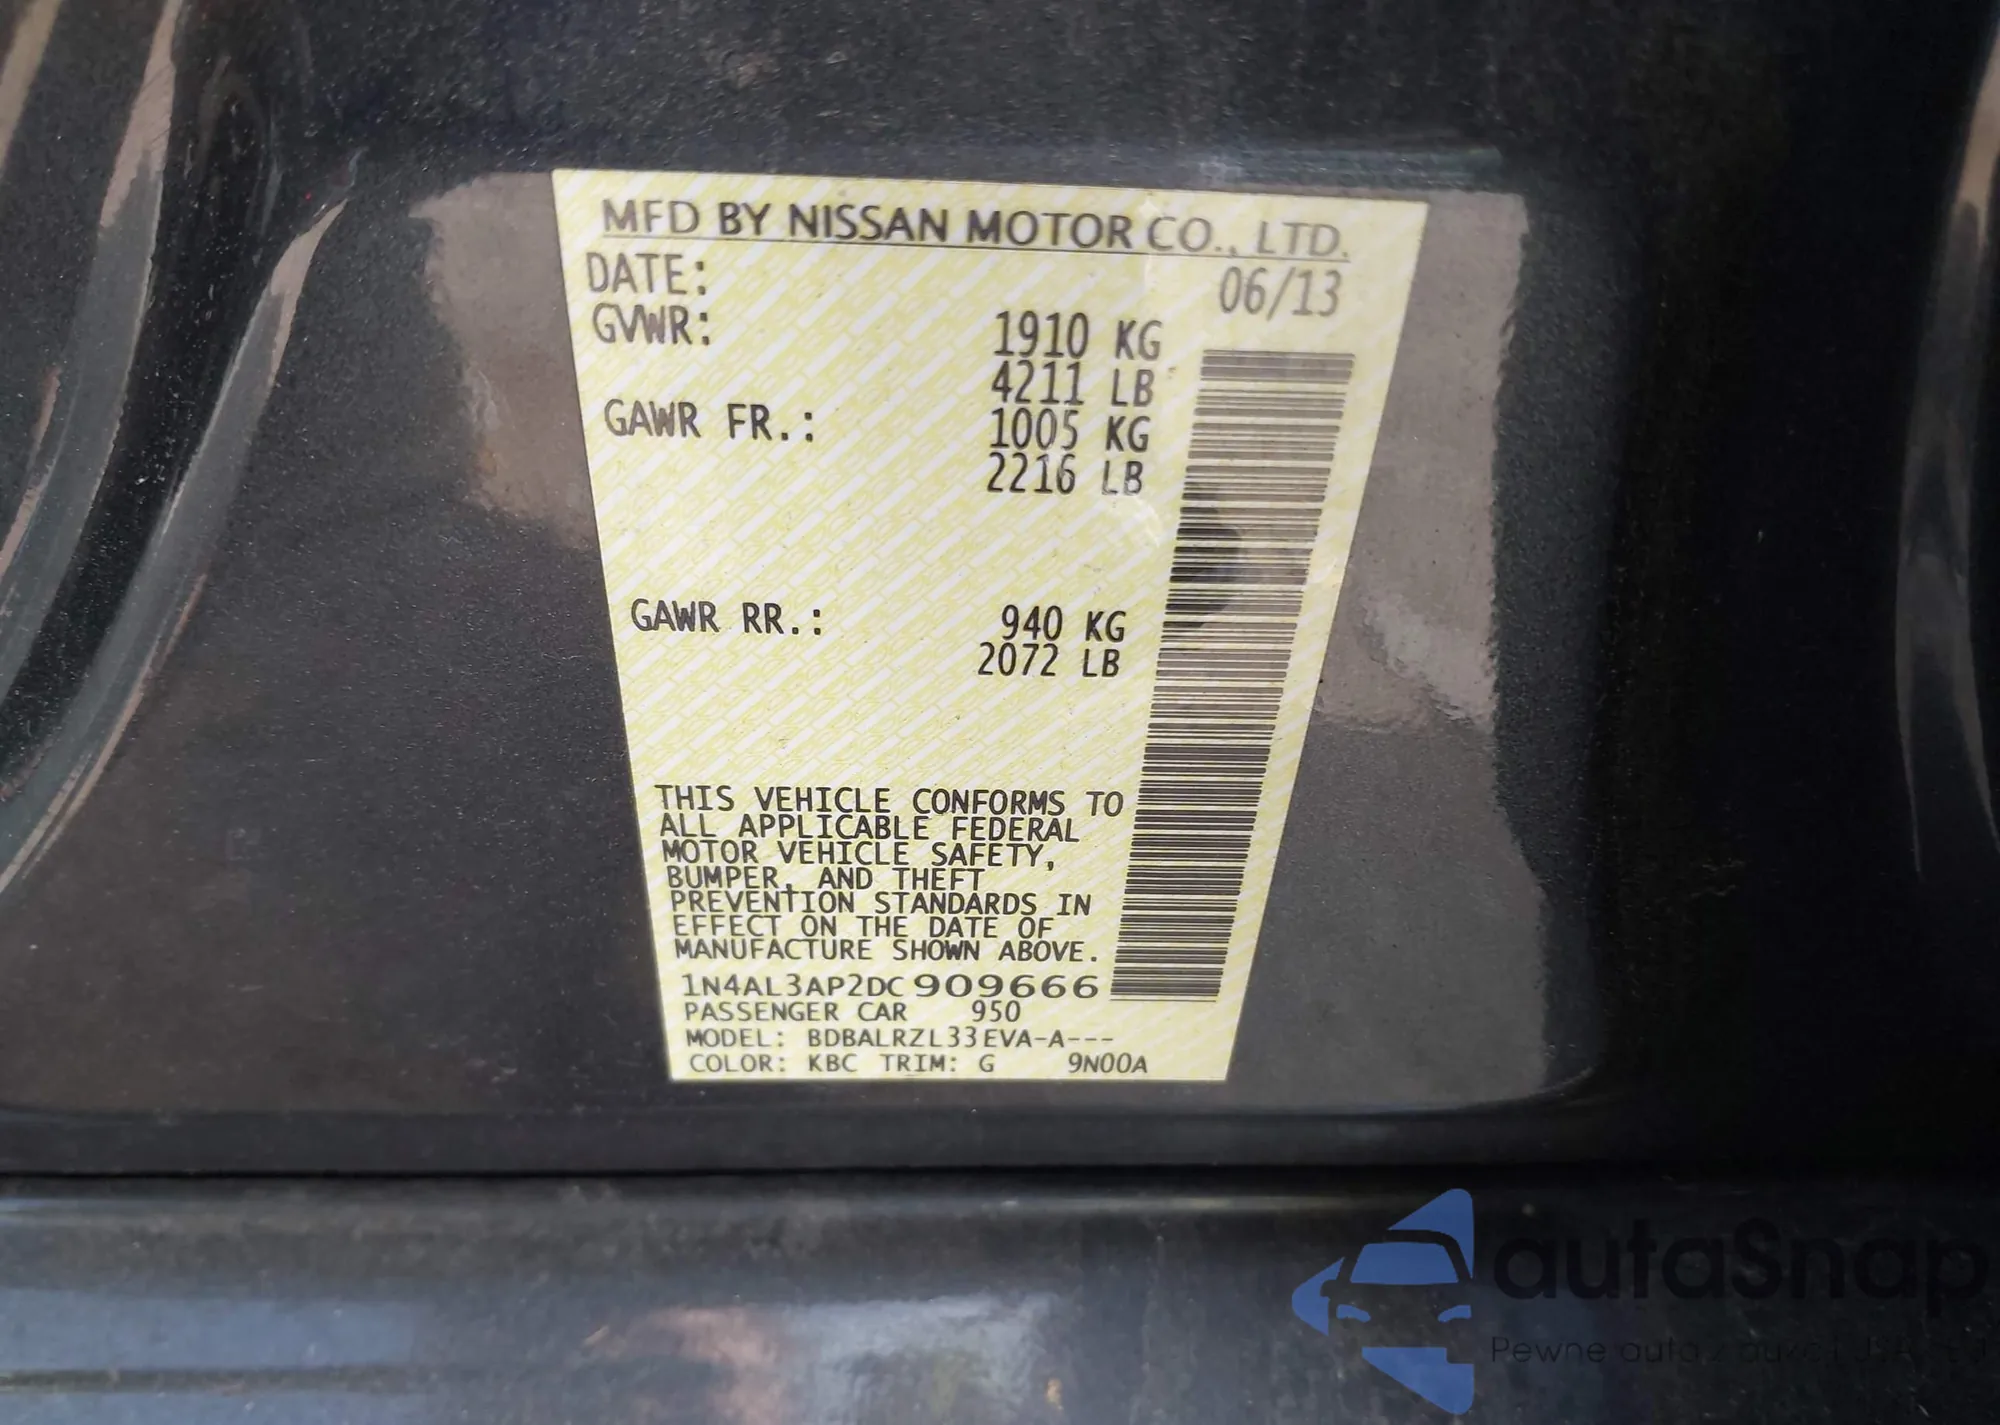 MFD BY NISSAN MOTOR CO., LTD.
DATE: 06/13
GVWR: 1910 KG
4211 LB
GAWR FR.: 1005 KG
2216 LB
GAWR RR.: 940 KG
2072 LB
THIS VEHICLE CONFORMS TO
ALL APPLICABLE FEDERAL
MOTOR VEHICLE SAFETY,
BUMPER, AND THEFT
PREVENTION STANDARDS IN
EFFECT ON THE DATE OF
MANUFACTURE SHOWN ABOVE.
1N4AL3AP2DC909666
PASSENGER CAR 950
MODEL: BDBALRZL33EVA-A---
COLOR: KBC TRIM: G 9N00A
autaSnap
Pewne auta z aukcji